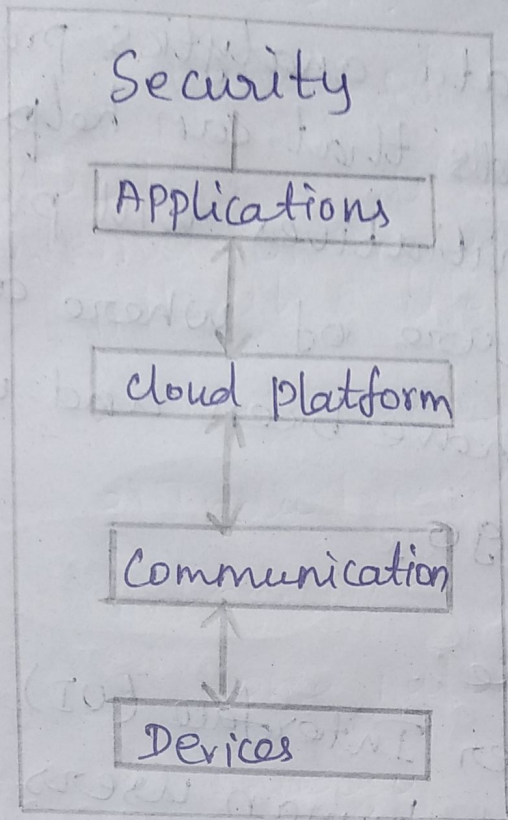 Security
Applications
Cloud platform
Communication
Devices